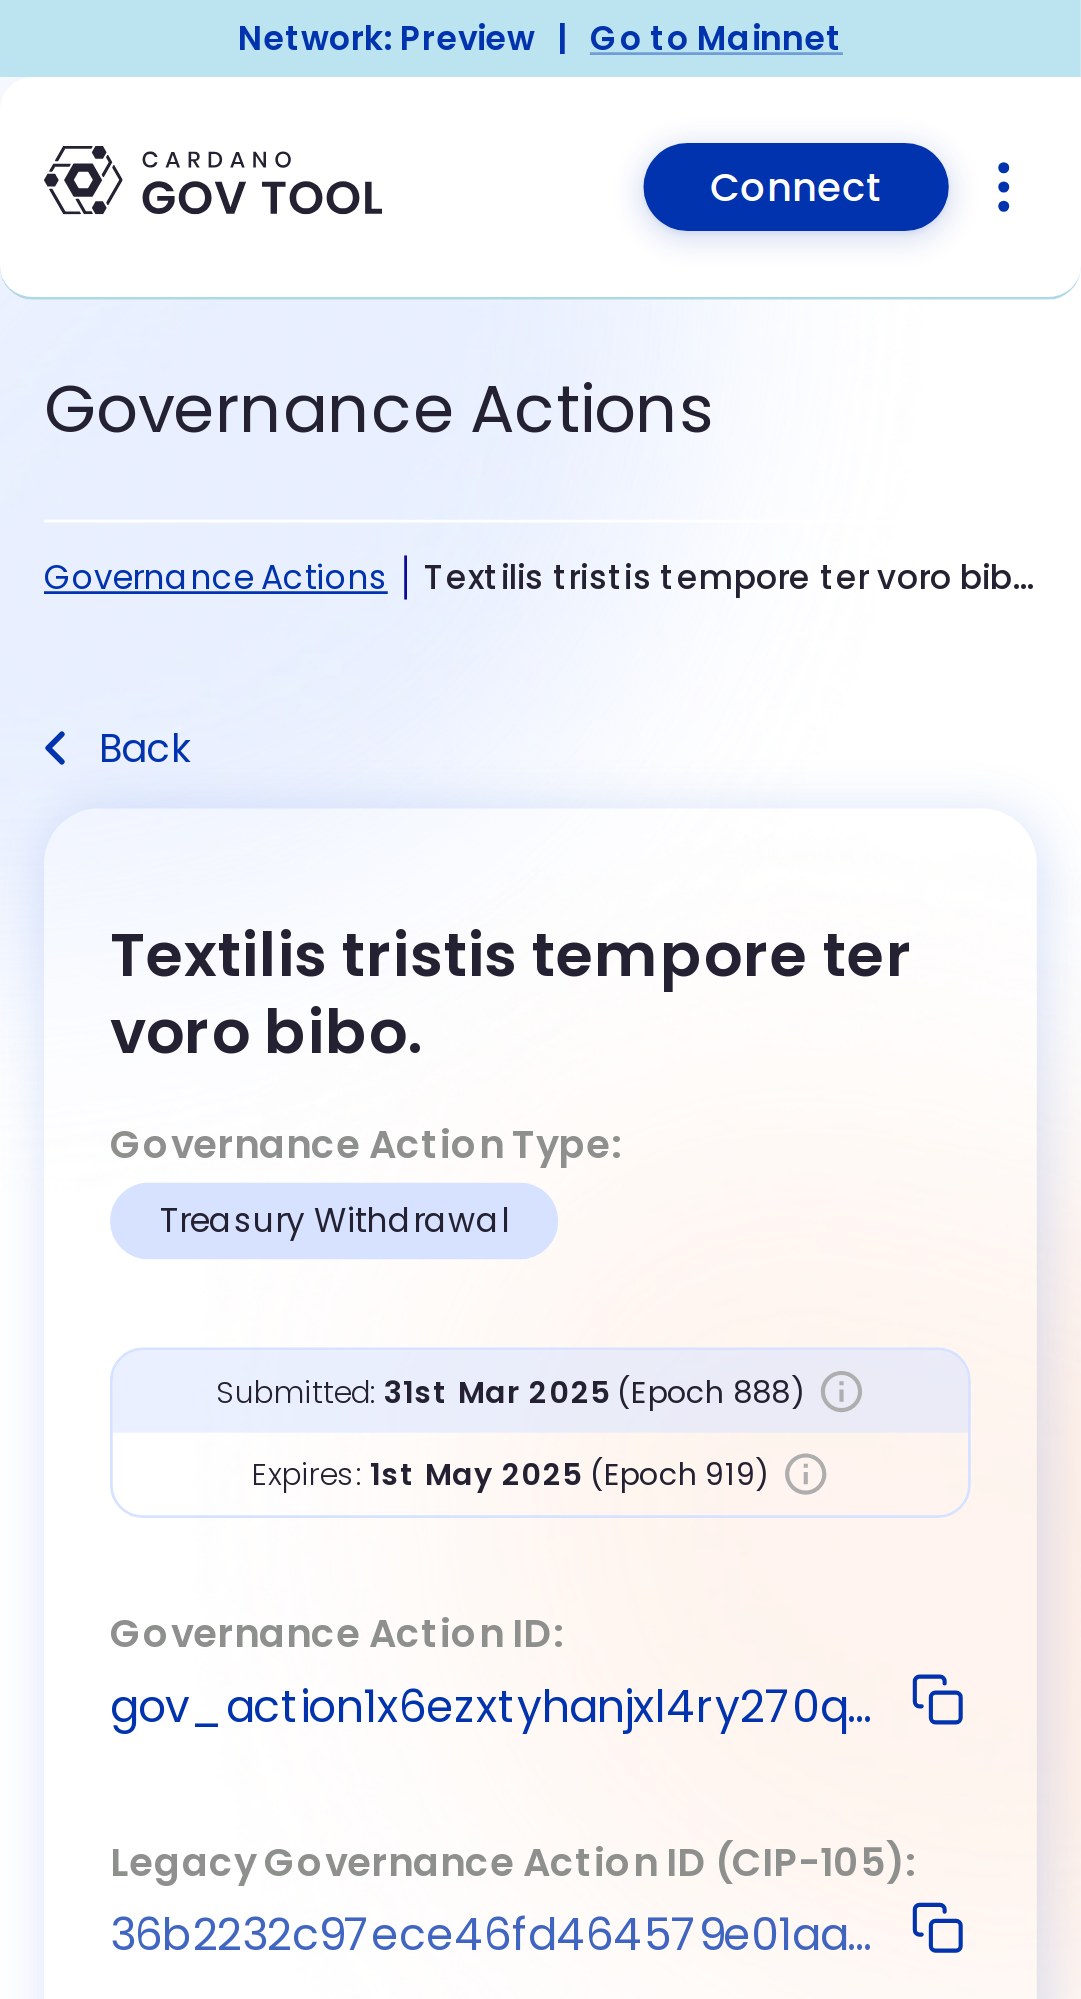 Network: Preview | Go to Mainnet
CARDANO
GOV TOOL
Connect
Governance Actions
Governance Actions | Textilis tristis tempore ter voro bib...
Back
Textilis tristis tempore ter
voro bibo.
Governance Action Type:
Treasury Withdrawal
Submitted: 31st Mar 2025 (Epoch 888)
Expires: 1st May 2025 (Epoch 919)
Governance Action ID:
gov_action1x6ezxtyhanjxl4ry270q...
Legacy Governance Action ID (CIP-105):
36b2232c97ece46fd464579e01aa...